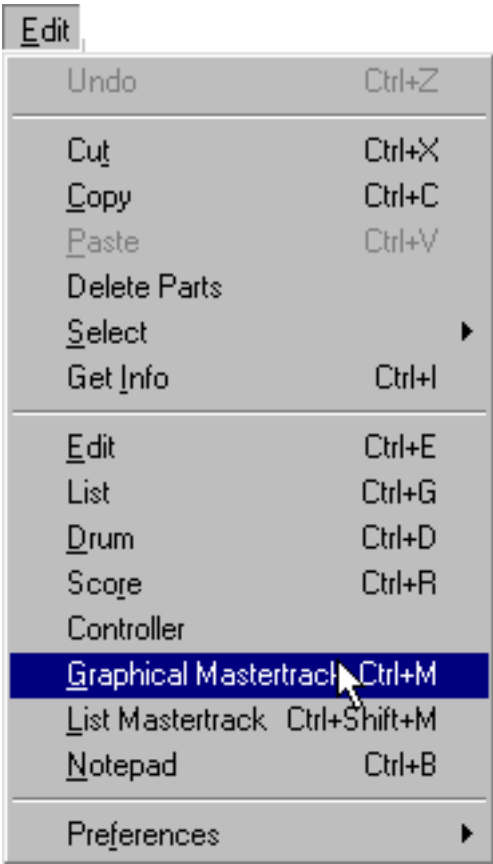 Edit
Undo Ctrl+Z
Cut Ctrl+X
Copy Ctrl+C
Paste Ctrl+V
Delete Parts
Select
Get Info Ctrl+I
Edit Ctrl+E
List Ctrl+G
Drum Ctrl+D
Score Ctrl+R
Controller
Graphical Mastertrack Ctrl+M
List Mastertrack Ctrl+Shift+M
Notepad Ctrl+B
Preferences